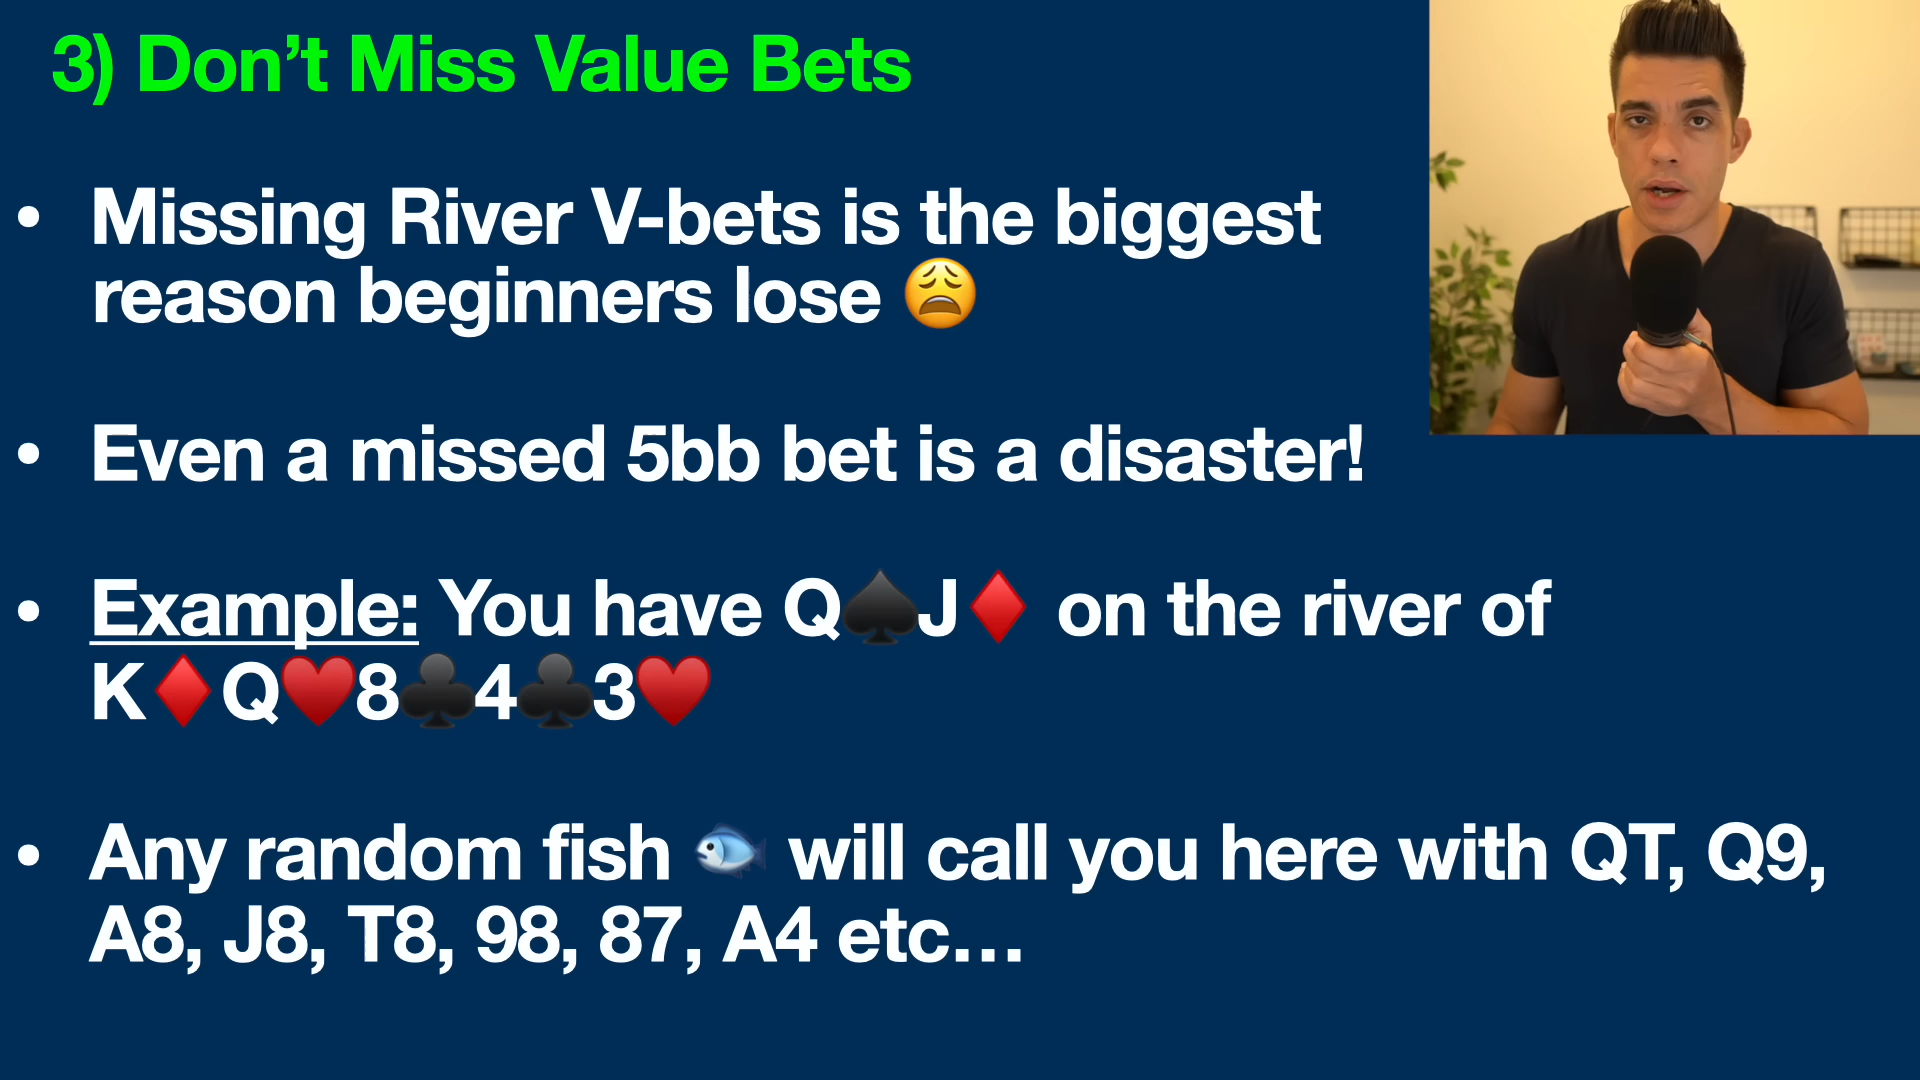 3) Don’t Miss Value Bets
• Missing River V-bets is the biggest
reason beginners lose 😩
• Even a missed 5bb bet is a disaster!
• Example: You have Q♠️J♦️ on the river of
K♦️Q♥️8♣️4♣️3♥️
• Any random fish 🐟 will call you here with QT, Q9,
A8, J8, T8, 98, 87, A4 etc…